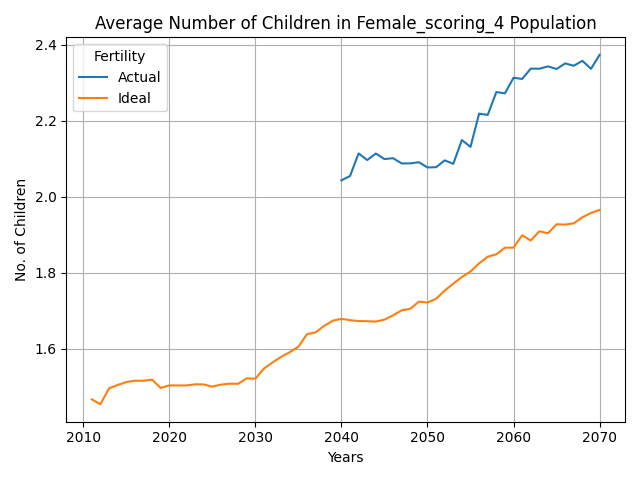 Average Number of Children in Female_scoring_4 Population
Fertility
Actual
Ideal
No. of Children
2.4
2.2
2.0
1.8
1.6
2010 2020 2030 2040 2050 2060 2070
Years